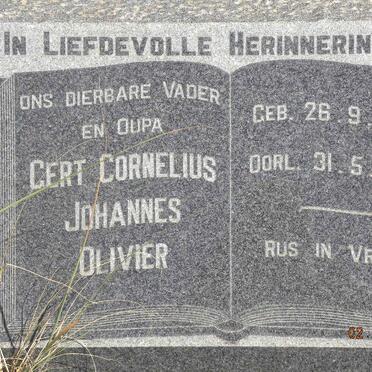 IN LIEFDEVOLLE HERINNERIN
ONS DIERBARE VADER
EN OUPA
GERT CORNELIUS
JOHANNES
OLIVIER
GEB. 26.9.
OORL. 31.5.
RUS IN VR
02